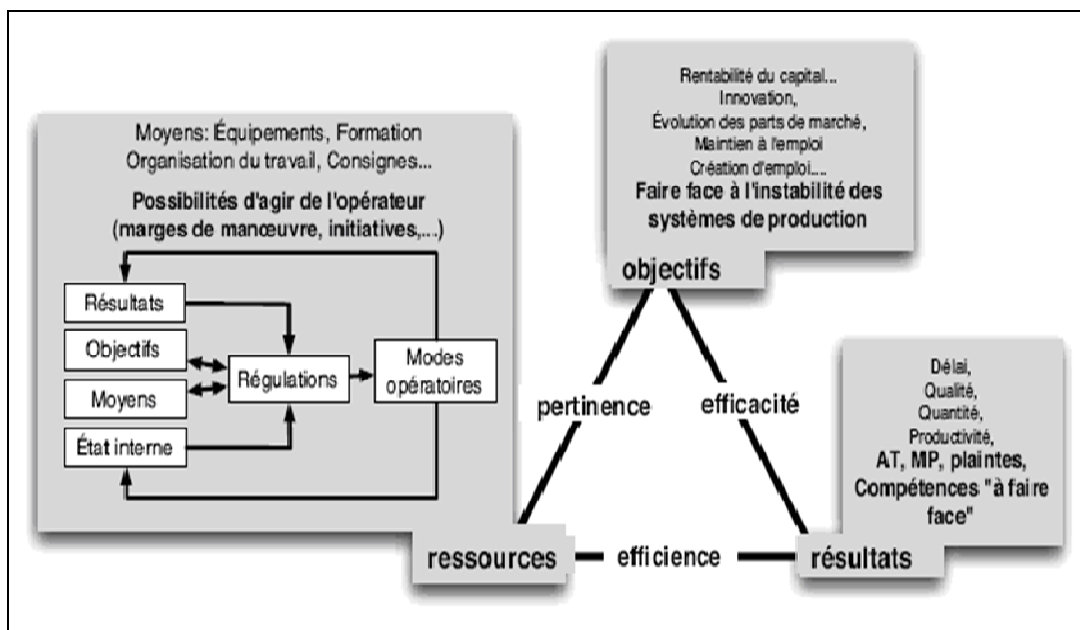 Moyens: Équipements, Formation
Organisation du travail, Consignes...
Possibilités d'agir de l'opérateur
(marges de manœuvre, initiatives,...)
Résultats
Objectifs
Moyens
État interne
Régulations
Modes
opératoires
ressources
Rentabilité du capital...
Innovation,
Évolution des parts de marché,
Maintien à l'emploi
Création d'emploi....
Faire face à l'instabilité des
systèmes de production
objectifs
pertinence
efficacité
efficience
Délai,
Qualité,
Quantité,
Productivité,
AT, MP, plaintes,
Compétences "à faire
face"
résultats